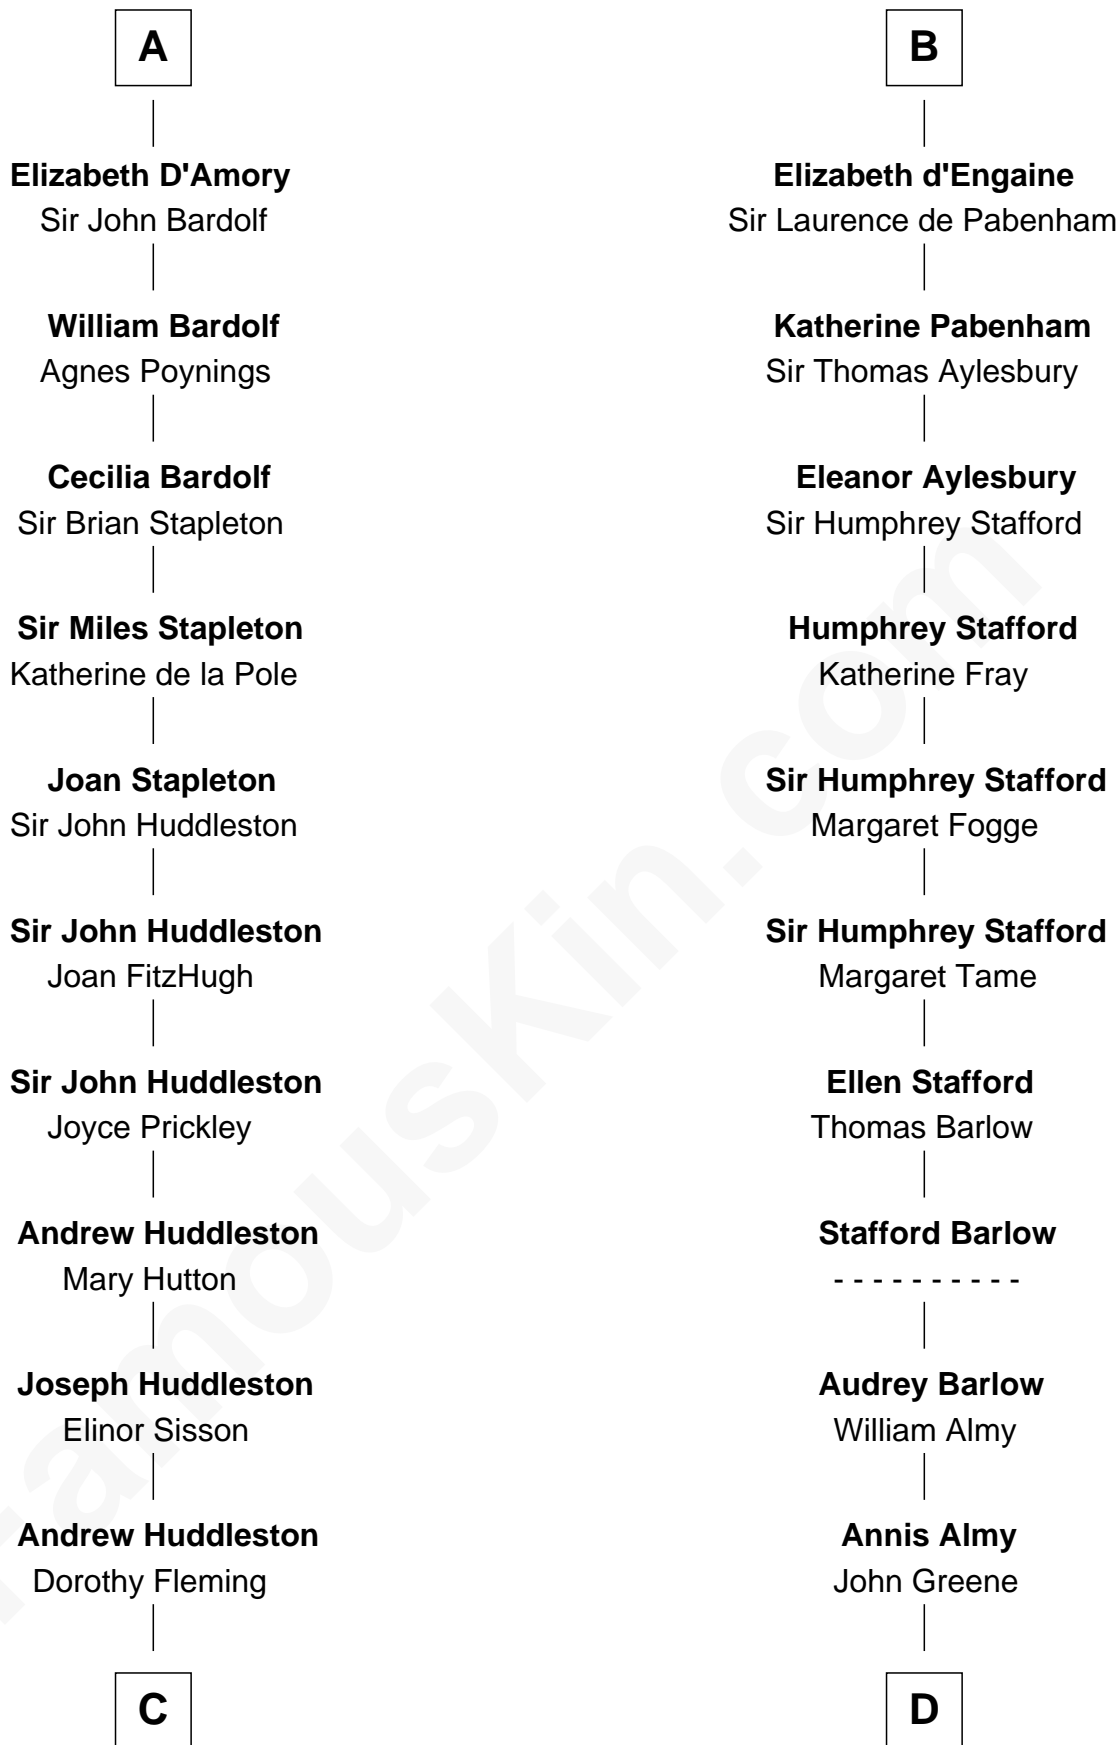 A
Elizabeth D'Amory
Sir John Bardolf
William Bardolf
Agnes Poynings
Cecilia Bardolf
Sir Brian Stapleton
Sir Miles Stapleton
Katherine de la Pole
Joan Stapleton
Sir John Huddleston
Sir John Huddleston
Joan FitzHugh
Sir John Huddleston
Joyce Prickley
Andrew Huddleston
Mary Hutton
Joseph Huddleston
Elinor Sisson
Andrew Huddleston
Dorothy Fleming
C
B
Elizabeth d'Engaine
Sir Laurence de Pabenham
Katherine Pabenham
Sir Thomas Aylesbury
Eleanor Aylesbury
Sir Humphrey Stafford
Humphrey Stafford
Katherine Fray
Sir Humphrey Stafford
Margaret Fogge
Sir Humphrey Stafford
Margaret Tame
Ellen Stafford
Thomas Barlow
Stafford Barlow
- - - - - - - - - -
Audrey Barlow
William Almy
Annis Almy
John Greene
D
FamousKin.com